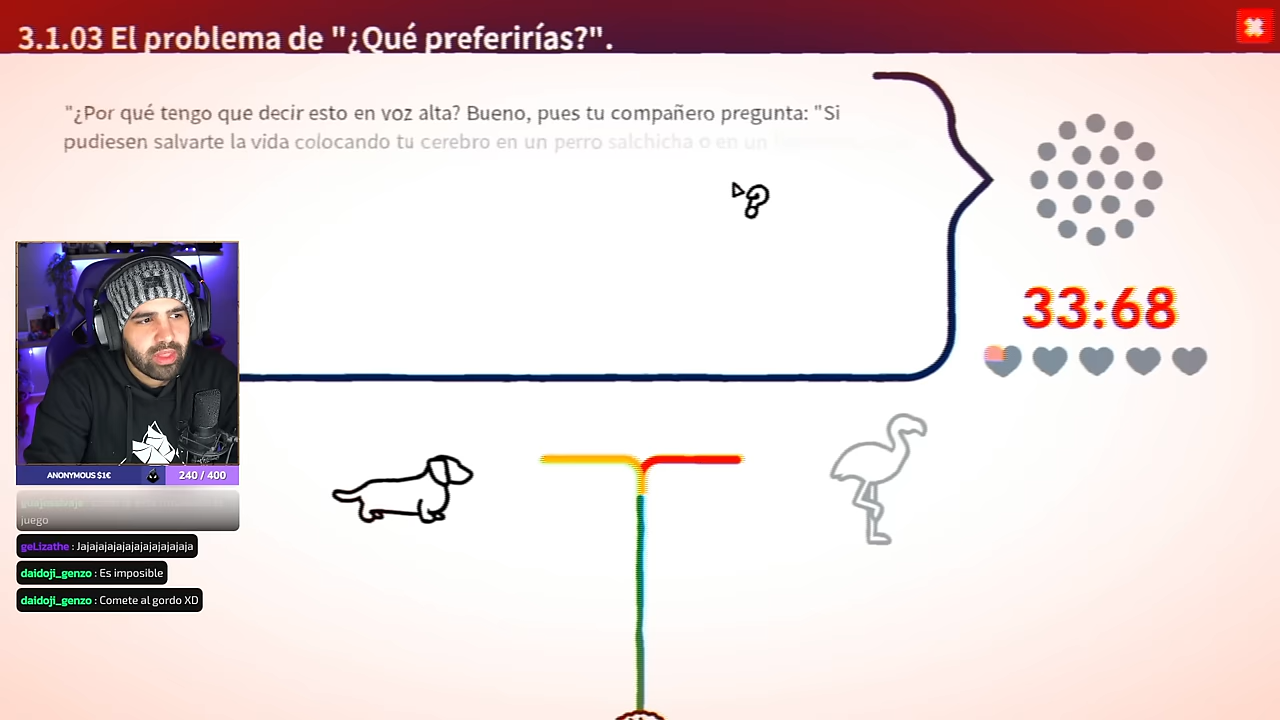 3.1.03 El problema de "¿Qué preferirías?".
"¿Por qué tengo que decir esto en voz alta? Bueno, pues tu compañero pregunta: "Si
pudiesen salvarte la vida colocando tu cerebro en un perro salchicha o en un
33:68
ANONYMOUS $1€
240 / 400
juego
geLizathe : Jajajajajajajajajajaja
daidoji_genzo : Es imposible
daidoji_genzo : Comete al gordo XD